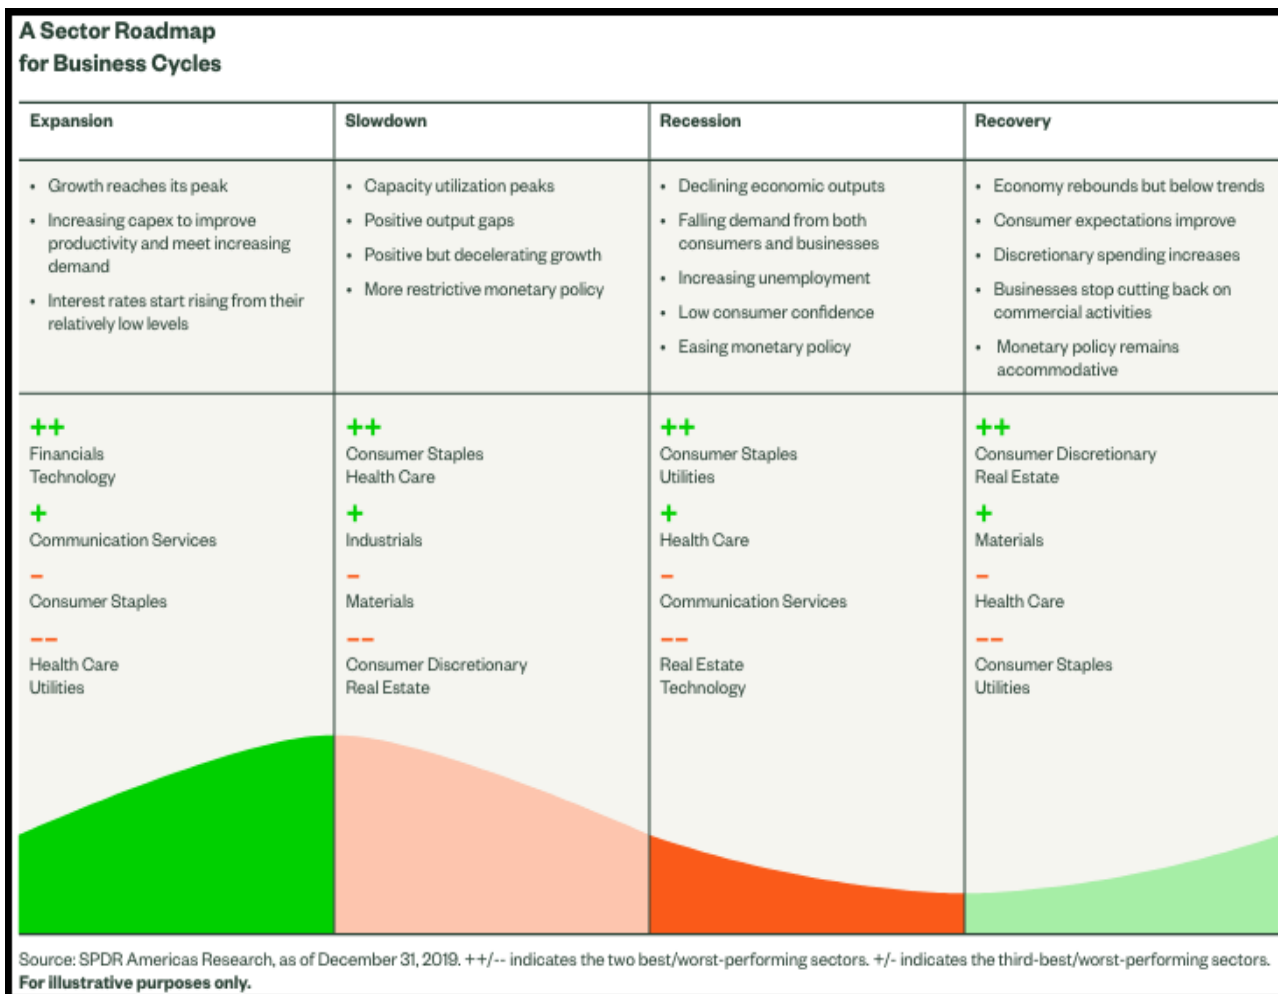 A Sector Roadmap
for Business Cycles
Expansion
Slowdown
Recession
Recovery
• Growth reaches its peak
• Increasing capex to improve
productivity and meet increasing
demand
• Interest rates start rising from their
relatively low levels
• Capacity utilization peaks
• Positive output gaps
• Positive but decelerating growth
• More restrictive monetary policy
• Declining economic outputs
• Falling demand from both
consumers and businesses
• Increasing unemployment
• Low consumer confidence
• Easing monetary policy
• Economy rebounds but below trends
• Consumer expectations improve
• Discretionary spending increases
• Businesses stop cutting back on
commercial activities
• Monetary policy remains
accommodative
++
Financials
Technology
+
Communication Services
–
Consumer Staples
––
Health Care
Utilities
++
Consumer Staples
Health Care
+
Industrials
–
Materials
––
Consumer Discretionary
Real Estate
++
Consumer Staples
Utilities
+
Health Care
–
Communication Services
––
Real Estate
Technology
++
Consumer Discretionary
Real Estate
+
Materials
–
Health Care
––
Consumer Staples
Utilities
Source: SPDR Americas Research, as of December 31, 2019. ++/-- indicates the two best/worst-performing sectors. +/- indicates the third-best/worst-performing sectors.
For illustrative purposes only.